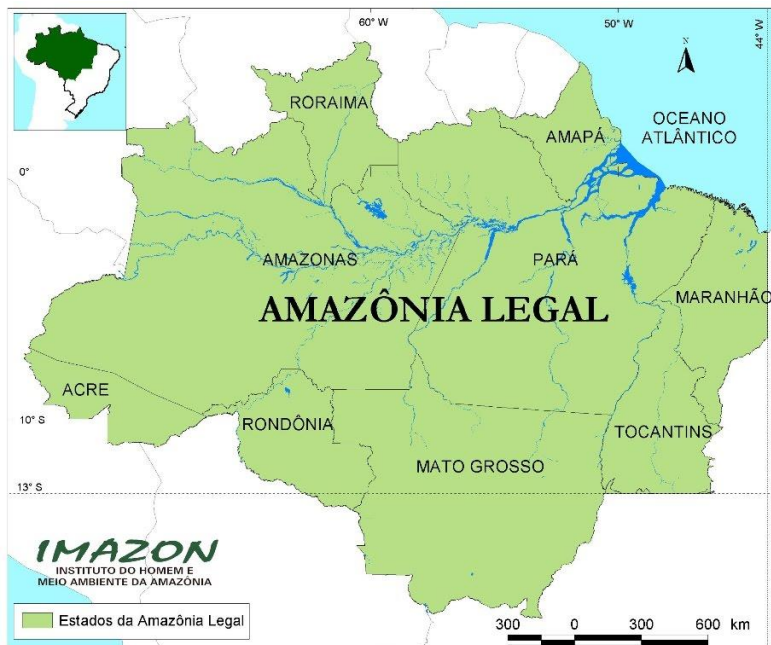 60° W
50° W
44° W
N
RORAIMA
AMAPÁ
OCEANO
ATLÂNTICO
0°
AMAZONAS
PARÁ
AMAZÔNIA LEGAL
MARANHÃO
ACRE
10° S
RONDÔNIA
TOCANTINS
MATO GROSSO
13° S
IMAZON
INSTITUTO DO HOMEM E
MEIO AMBIENTE DA AMAZÔNIA
Estados da Amazônia Legal
300 0 300 600 km